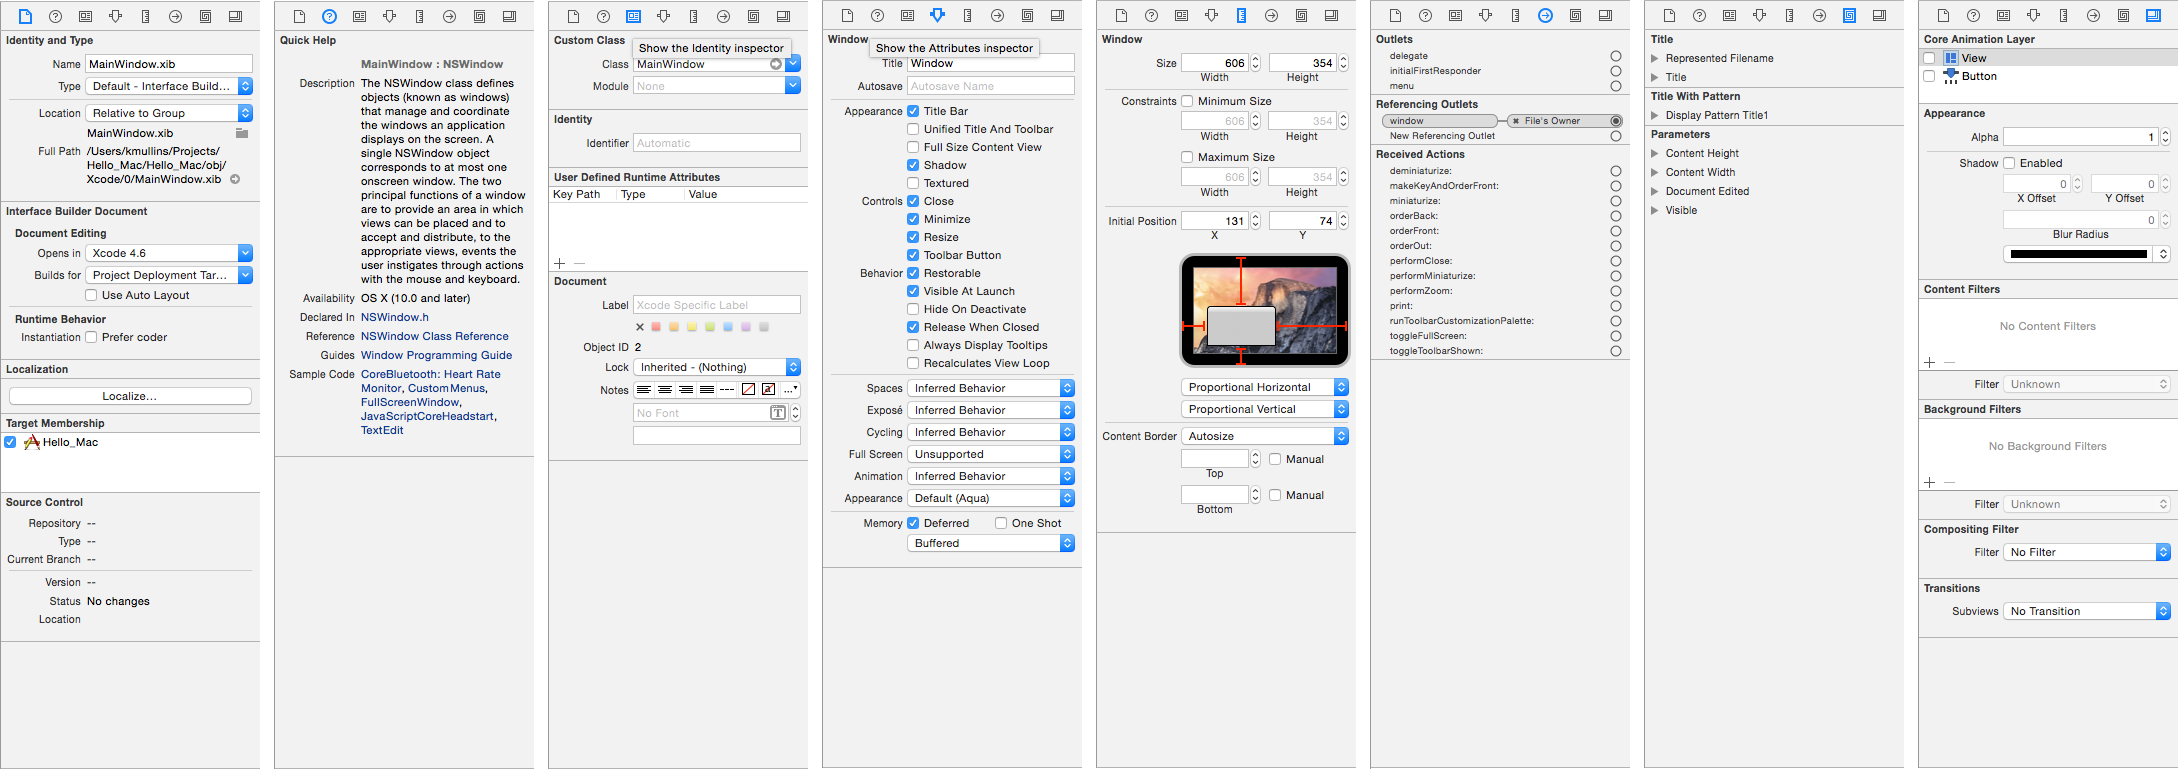 Identity and Type
Name MainWindow.xib
Type Default - Interface Build...
Location Relative to Group
MainWindow.xib
Full Path /Users/kmullins/Projects/
Hello_Mac/Hello_Mac/obj/
Xcode/0/MainWindow.xib
Interface Builder Document
Document Editing
Opens in Xcode 4.6
Builds for Project Deployment Tar...
Use Auto Layout
Runtime Behavior
Instantiation Prefer coder
Localization
Localize...
Target Membership
Hello_Mac
Source Control
Repository --
Type --
Current Branch --
Version --
Status No changes
Location
Quick Help
MainWindow : NSWindow
Description The NSWindow class defines
objects (known as windows)
that manage and coordinate
the windows an application
displays on the screen. A
single NSWindow object
corresponds to at most one
onscreen window. The two
principal functions of a window
are to provide an area in which
views can be placed and to
accept and distribute, to the
appropriate views, events the
user instigates through actions
with the mouse and keyboard.
Availability OS X (10.0 and later)
Declared In NSWindow.h
Reference NSWindow Class Reference
Guides Window Programming Guide
Sample Code CoreBluetooth: Heart Rate
Monitor, CustomMenus,
FullScreenWindow,
JavaScriptCoreHeadstart,
TextEdit
Custom Class
Show the Identity inspector
Class MainWindow
Module None
Identity
Identifier Automatic
User Defined Runtime Attributes
Key Path Type Value
Document
Label Xcode Specific Label
Object ID 2
Lock Inherited - (Nothing)
Notes
No Font
Window
Show the Attributes inspector
Title Window
Autosave Autosave Name
Appearance Title Bar
Unified Title And Toolbar
Full Size Content View
Shadow
Textured
Controls Close
Minimize
Resize
Toolbar Button
Behavior Restorable
Visible At Launch
Hide On Deactivate
Release When Closed
Always Display Tooltips
Recalculates View Loop
Spaces Inferred Behavior
Exposé Inferred Behavior
Cycling Inferred Behavior
Full Screen Unsupported
Animation Inferred Behavior
Appearance Default (Aqua)
Memory Deferred One Shot
Buffered
Window
Size 606 354
Width Height
Constraints Minimum Size
606 354
Width Height
Maximum Size
606 354
Width Height
Initial Position 131 74
X Y
Proportional Horizontal
Proportional Vertical
Content Border Autosize
Manual
Top
Manual
Bottom
Outlets
delegate
initialFirstResponder
menu
Referencing Outlets
window File's Owner
New Referencing Outlet
Received Actions
deminiaturize:
makeKeyAndOrderFront:
miniaturize:
orderBack:
orderFront:
orderOut:
performClose:
performMiniaturize:
performZoom:
print:
runToolbarCustomizationPalette:
toggleFullScreen:
toggleToolbarShown:
Title
Represented Filename
Title
Title With Pattern
Display Pattern Title1
Parameters
Content Height
Content Width
Document Edited
Visible
Core Animation Layer
View
Button
Appearance
Alpha 1
Shadow Enabled
0 0
X Offset Y Offset
0
Blur Radius
Content Filters
No Content Filters
Filter Unknown
Background Filters
No Background Filters
Filter Unknown
Compositing Filter
Filter No Filter
Transitions
Subviews No Transition